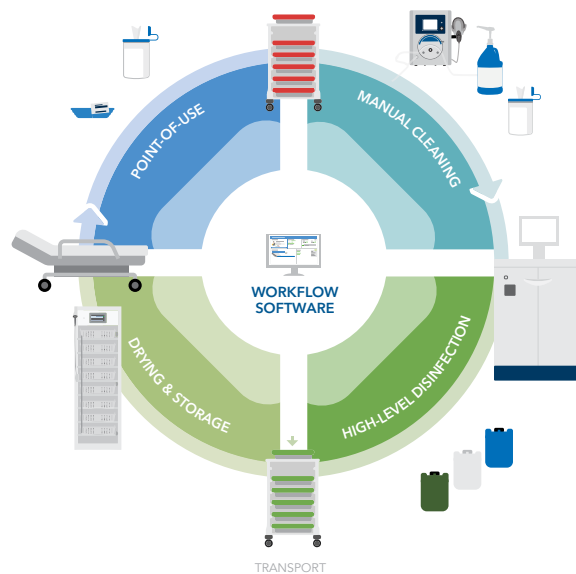 POINT-OF-USE
MANUAL CLEANING
WORKFLOW
SOFTWARE
DRYING & STORAGE
HIGH-LEVEL DISINFECTION
TRANSPORT